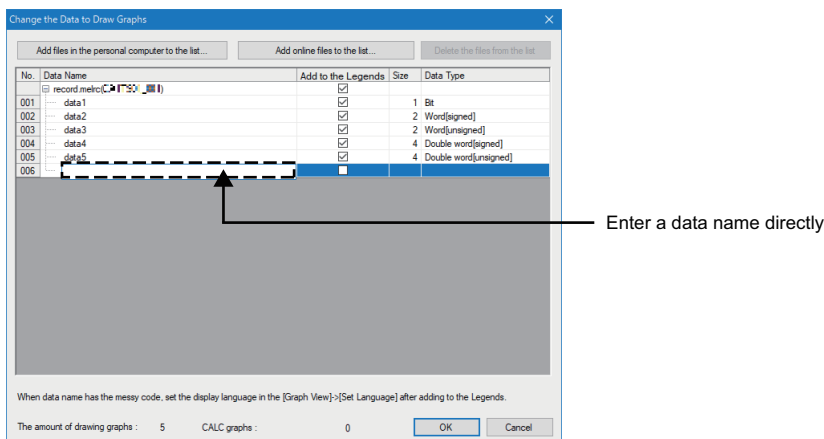 Change the Data to Draw Graphs
Add files in the personal computer to the list... Add online files to the list... Delete the files from the list
No. Data Name Add to the Legends Size Data Type
record.melrc(
001 data1 1 Bit
002 data2 2 Word[signed]
003 data3 2 Word[unsigned]
004 data4 4 Double word[signed]
005 data5 4 Double word[unsigned]
006
Enter a data name directly
When data name has the messy code, set the display language in the [Graph View]->[Set Language] after adding to the Legends.
The amount of drawing graphs : 5 CALC graphs : 0 OK Cancel